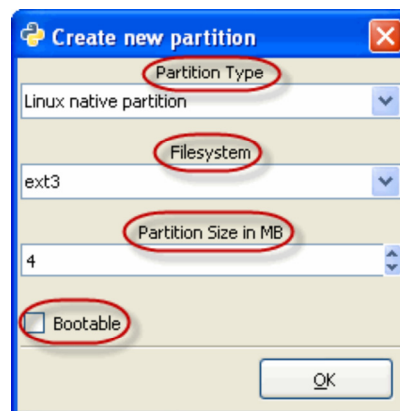 Create new partition
Partition Type
Linux native partition
Filesystem
ext3
Partition Size in MB
4
Bootable
OK